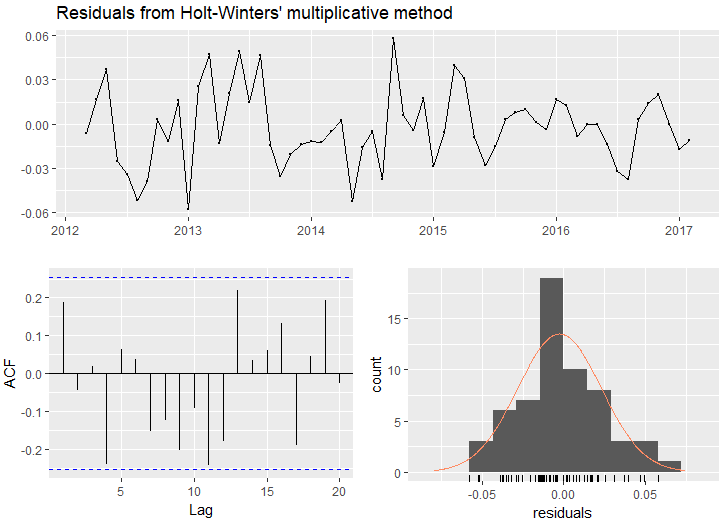 Residuals from Holt-Winters' multiplicative method
0.06
0.03
0.00
-0.03
-0.06
2012 2013 2014 2015 2016 2017
ACF
0.2
0.1
0.0
-0.1
-0.2
5 10 15 20
Lag
count
15
10
5
0
-0.05 0.00 0.05
residuals